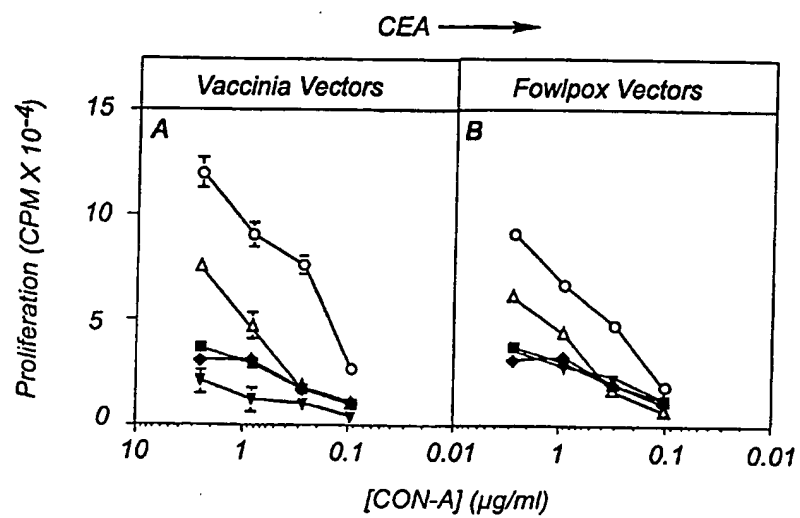 CEA
Vaccinia Vectors Fowlpox Vectors
Proliferation (CPM X 10-4)
15
10
5
0
A B
10 1 0.1 0.01 1 0.1 0.01
[CON-A] (µg/ml)